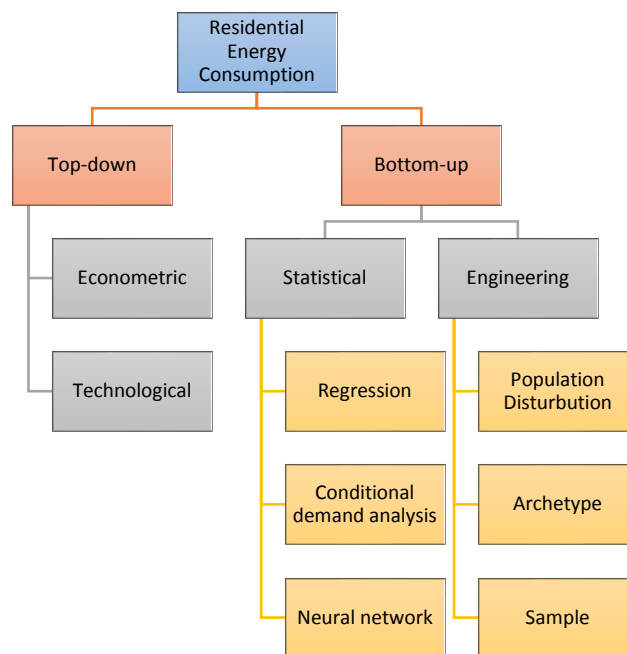 Residential
Energy
Consumption
Top-down
Bottom-up
Econometric
Statistical
Engineering
Technological
Regression
Population
Disturbution
Conditional
demand analysis
Archetype
Neural network
Sample